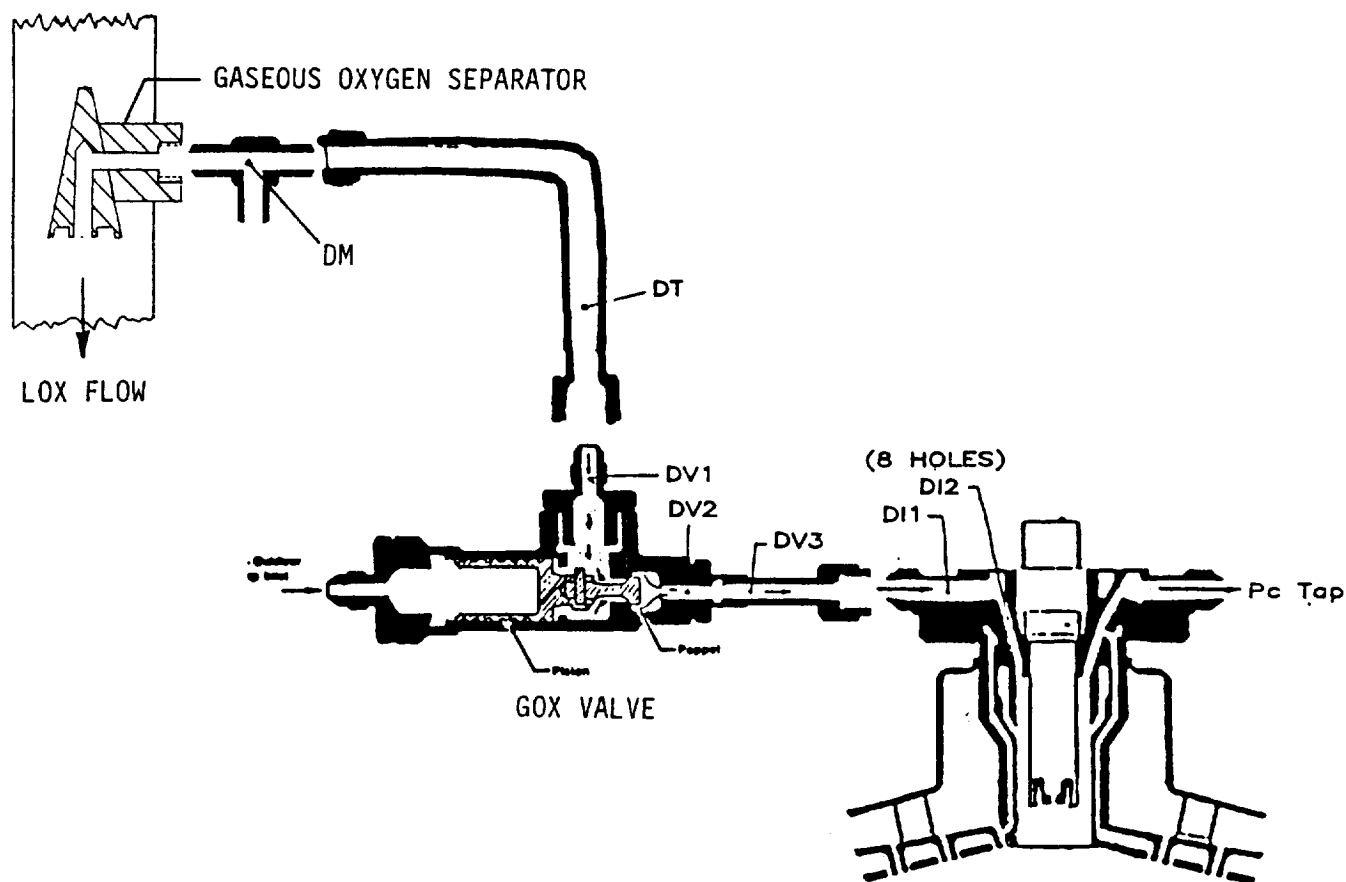 GASEOUS OXYGEN SEPARATOR
DM
DT
LOX FLOW
DV1
DV2
DV3
(8 HOLES)
DI2
DI1
Pc Tap
Poppet
Piston
GOX VALVE